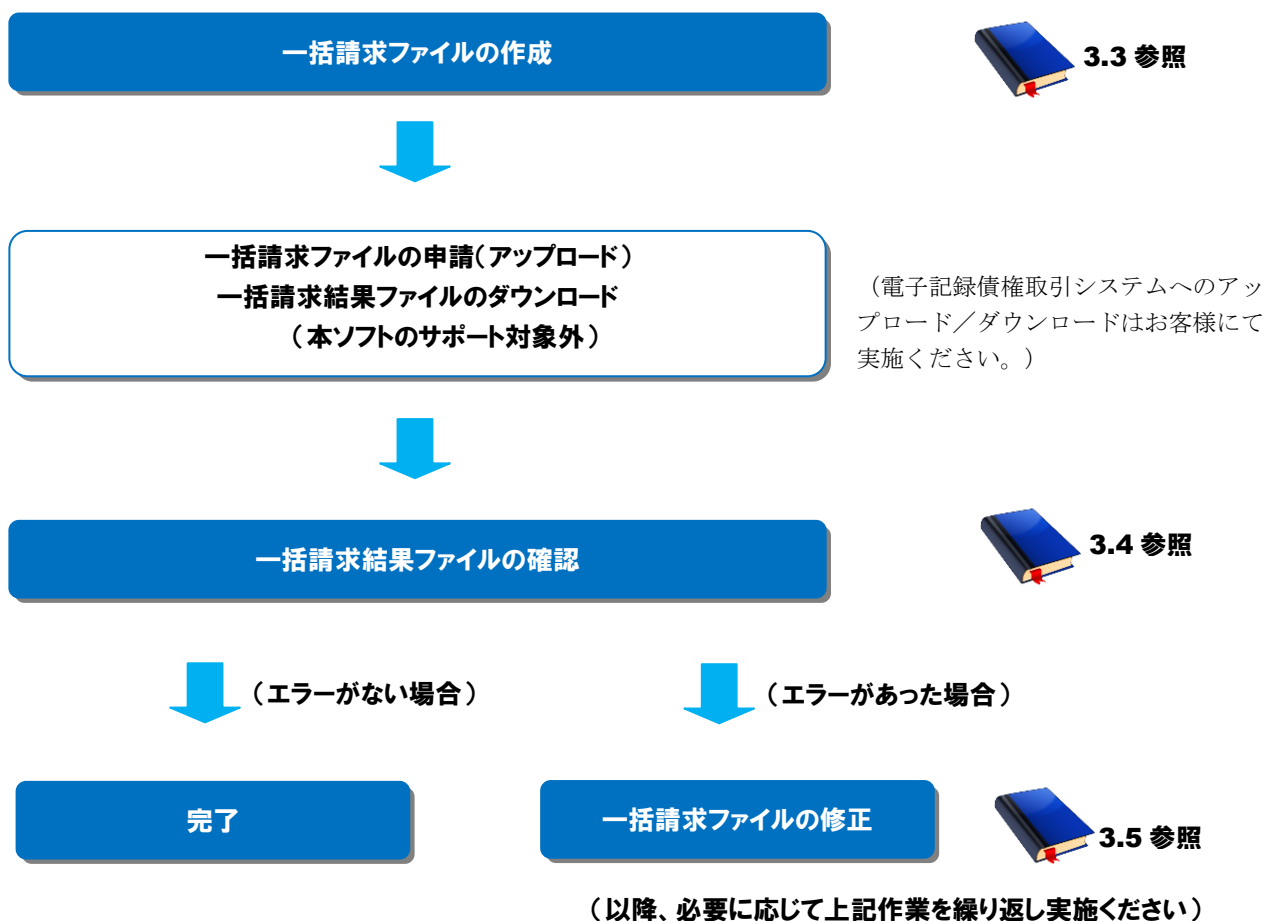 一括請求ファイルの作成
3.3 参照
一括請求ファイルの申請（アップロード）
一括請求結果ファイルのダウンロード
（本ソフトのサポート対象外）
（電子記録債権取引システムへのアッ
プロード／ダウンロードはお客様にて
実施ください。）
一括請求結果ファイルの確認
3.4 参照
（エラーがない場合）
（エラーがあった場合）
完了
一括請求ファイルの修正
3.5 参照
（以降、必要に応じて上記作業を繰り返し実施ください）